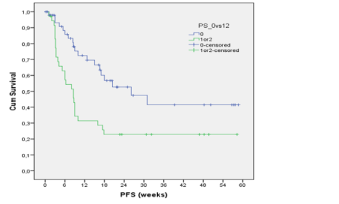 PS_0vs12
0
1or2
0-censored
1or2-censored
Cum Survival
1.0
0.9
0.8
0.7
0.6
0.5
0.4
0.3
0.2
0.1
0.0
0 6 12 18 24 30 36 42 48 54 60
PFS (weeks)